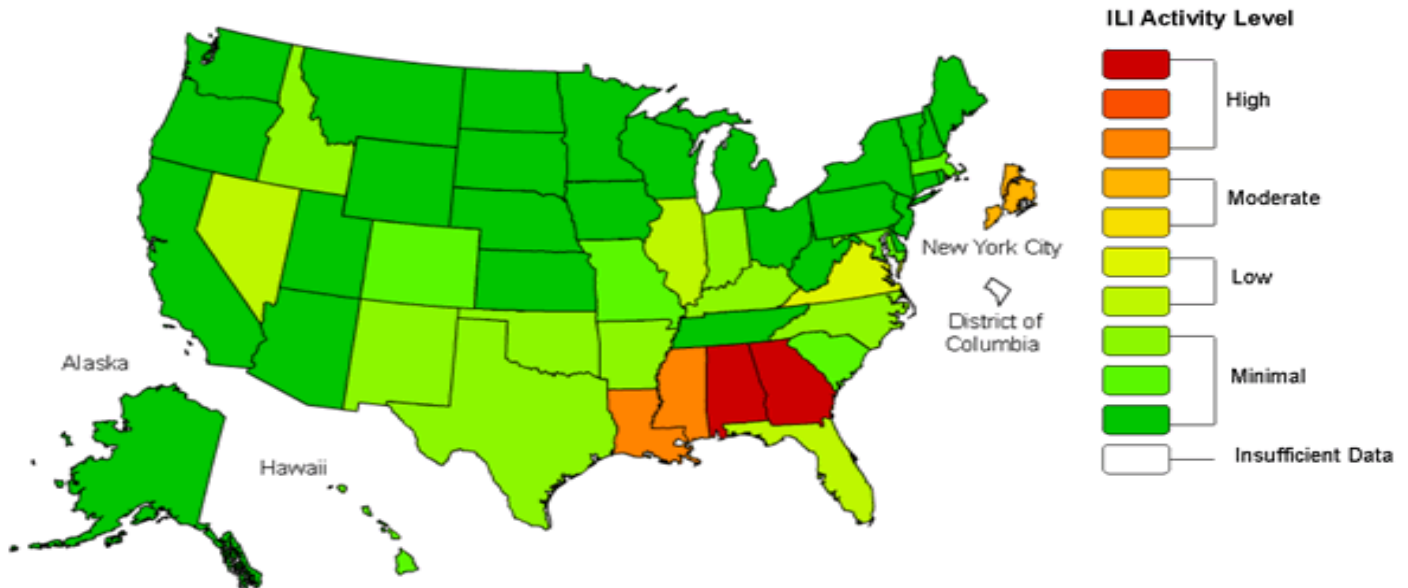 ILI Activity Level
High
Moderate
New York City
Low
District of
Columbia
Alaska
Minimal
Hawaii
Insufficient Data